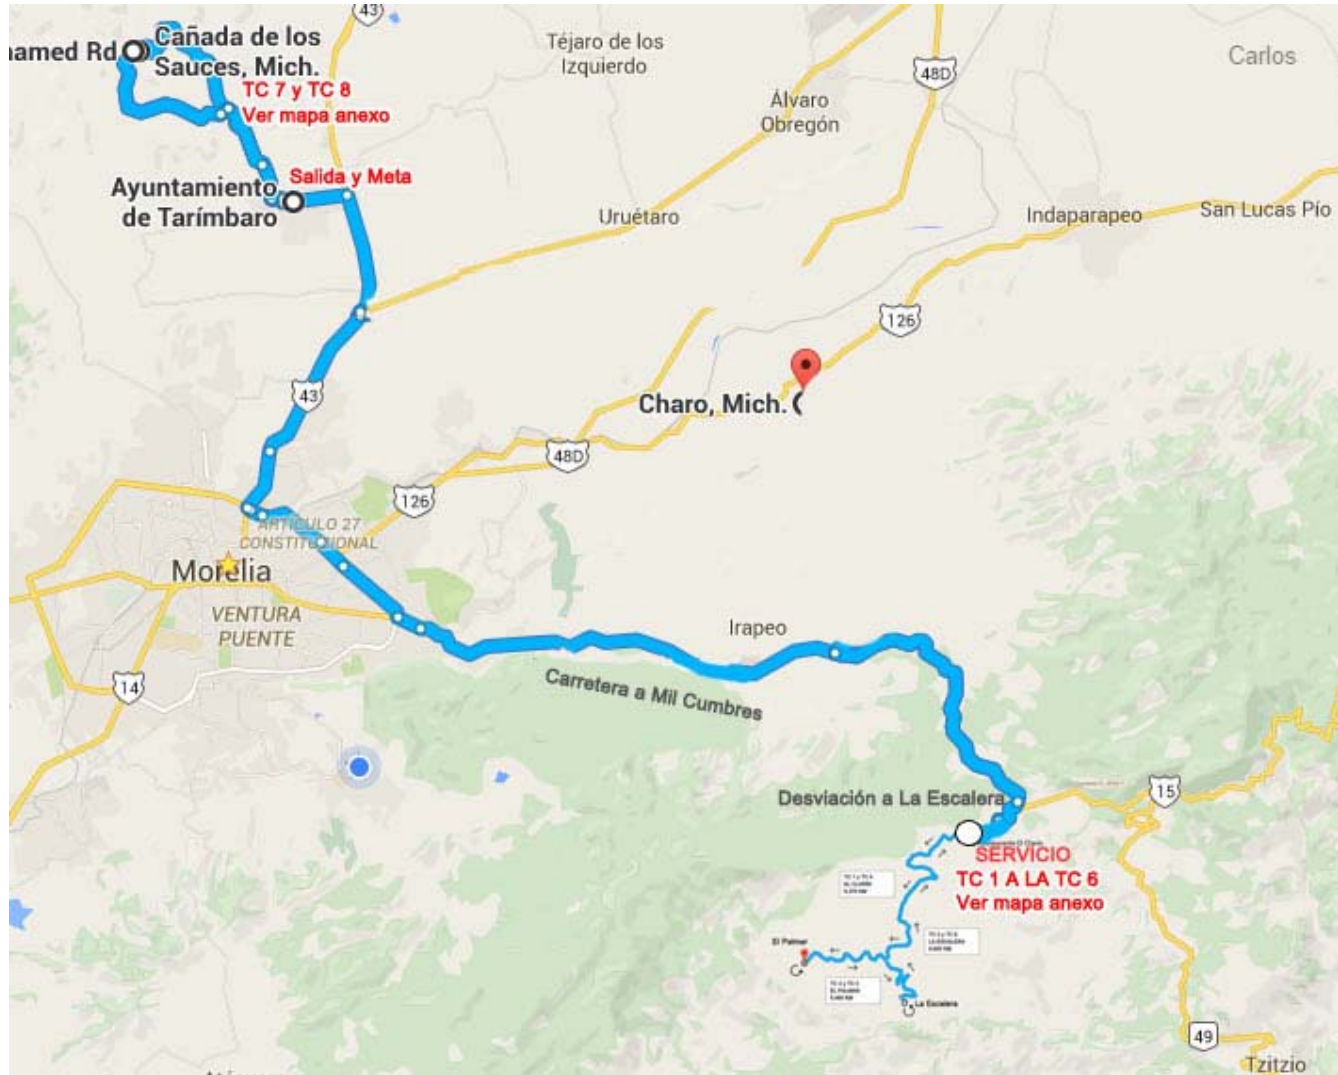 43
Cañada de los
Sauces, Mich.
named Rd
TC 7 y TC 8
Ver mapa anexo
Téjaro de los
Izquierdo
48D
Carlos
Álvaro
Obregón
Ayuntamiento
de Tarímbaro
Salida y Meta
Uruétaro
Indaparapeo
San Lucas Pío
126
43
Charo, Mich.
48D
126
ARTÍCULO 27
CONSTITUCIONAL
Morelia
VENTURA
PUENTE
Irapeo
14
Carretera a Mil Cumbres
Desviación a La Escalera
15
SERVICIO
TC 1 A LA TC 6
Ver mapa anexo
El Palmar
La Escalera
49
Tzitzio